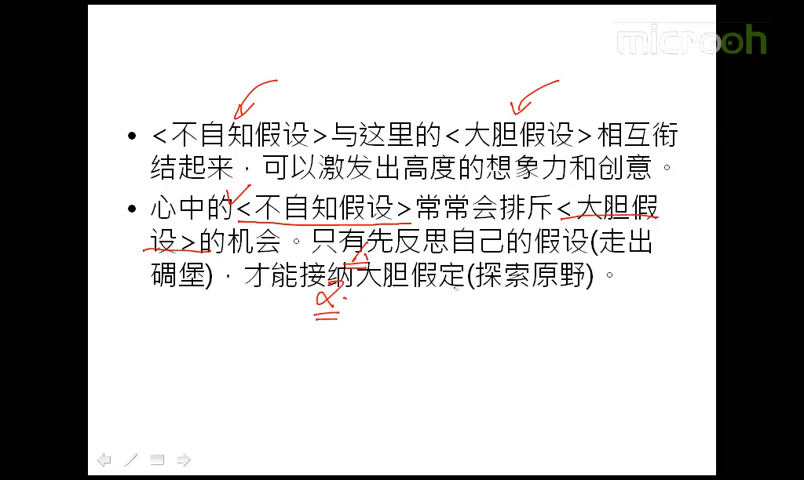 microoh
<不自知假设>与这里的<大胆假设>相互衔
结起来，可以激发出高度的想象力和创意。
心中的<不自知假设>常常会排斥<大胆假
设>的机会。只有先反思自己的假设(走出
碉堡)，才能接纳大胆假定(探索原野)。